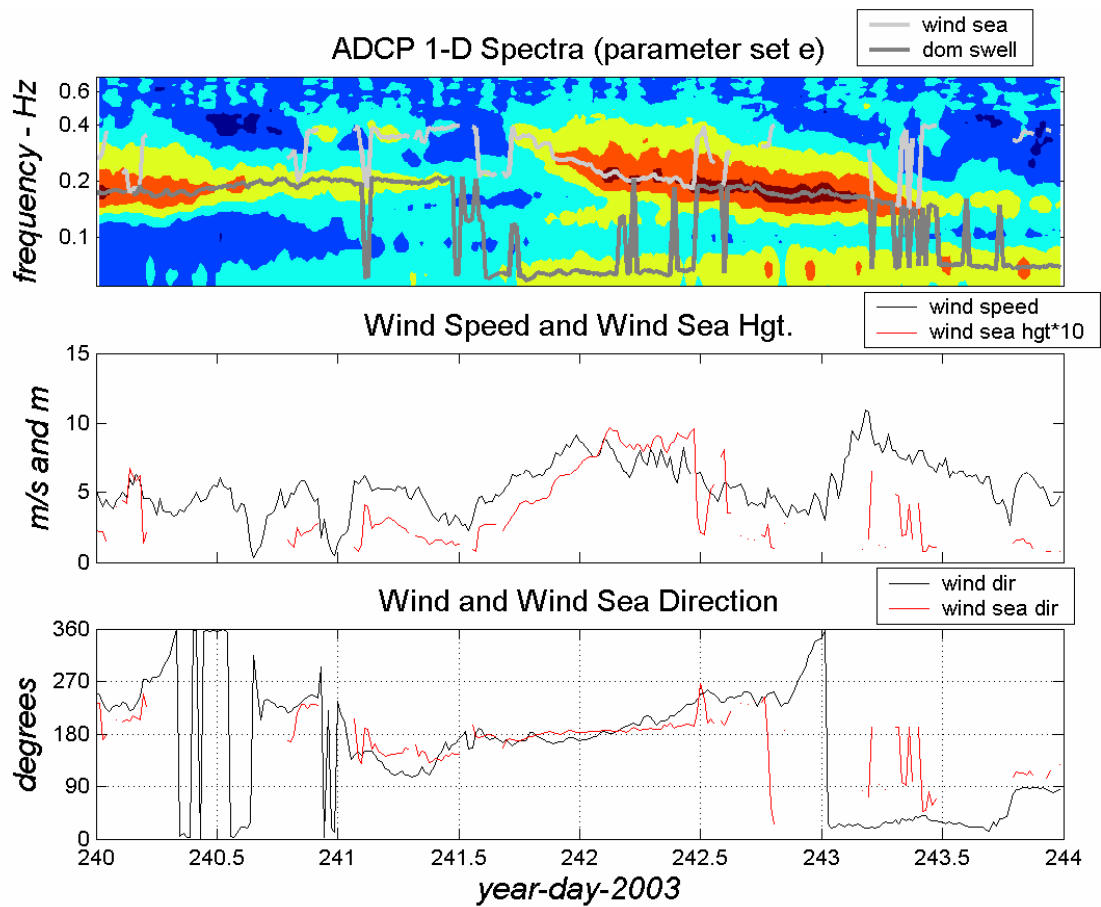 wind sea
dom swell
ADCP 1-D Spectra (parameter set e)
frequency - Hz
0.6
0.4
0.2
0.1
wind speed
wind sea hgt*10
Wind Speed and Wind Sea Hgt.
m/s and m
15
10
5
0
wind dir
wind sea dir
Wind and Wind Sea Direction
degrees
360
270
180
90
0
240 240.5 241 241.5 242 242.5 243 243.5 244
year-day-2003